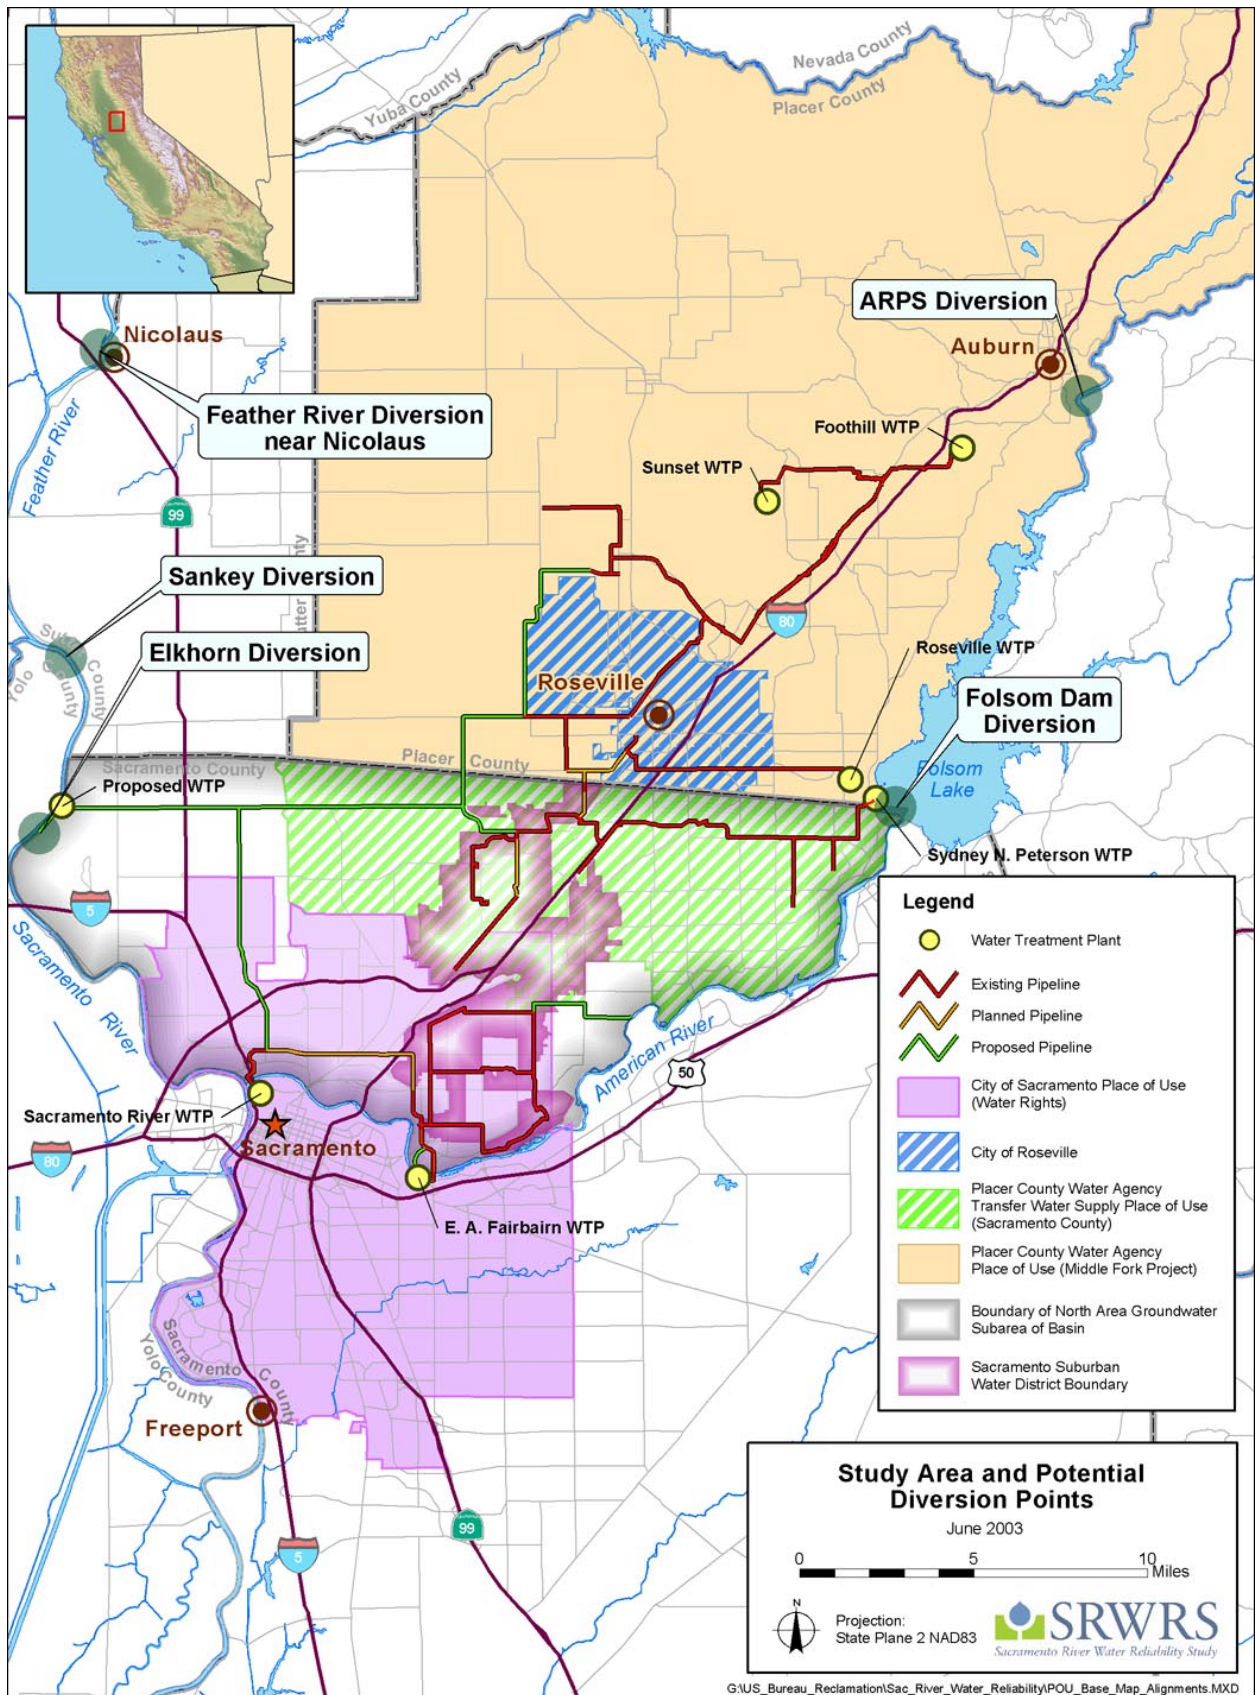 Nevada County
Placer County
Yuba County
ARPS Diversion
Nicolaus
Auburn
Feather River Diversion
near Nicolaus
Feather River
Foothill WTP
Sunset WTP
99
Sankey Diversion
Elkhorn Diversion
80
Roseville WTP
Roseville
Folsom Dam
Diversion
Yolo County
County
Placer County
Sacramento County
Proposed WTP
Folsom
Lake
Sydney N. Peterson WTP
5
Sacramento River
American River
50
Sacramento River WTP
Sacramento
80
E. A. Fairbairn WTP
Sacramento County
Yolo County
Freeport
99
5
Legend
Water Treatment Plant
Existing Pipeline
Planned Pipeline
Proposed Pipeline
City of Sacramento Place of Use
(Water Rights)
City of Roseville
Placer County Water Agency
Transfer Water Supply Place of Use
(Sacramento County)
Placer County Water Agency
Place of Use (Middle Fork Project)
Boundary of North Area Groundwater
Subarea of Basin
Sacramento Suburban
Water District Boundary
Study Area and Potential
Diversion Points
June 2003
0 5 10
Miles
N
Projection:
State Plane 2 NAD83
SRWRS
Sacramento River Water Reliability Study
G:\US_Bureau_Reclamation\Sac_River_Water_Reliability\POU_Base_Map_Alignments.MXD